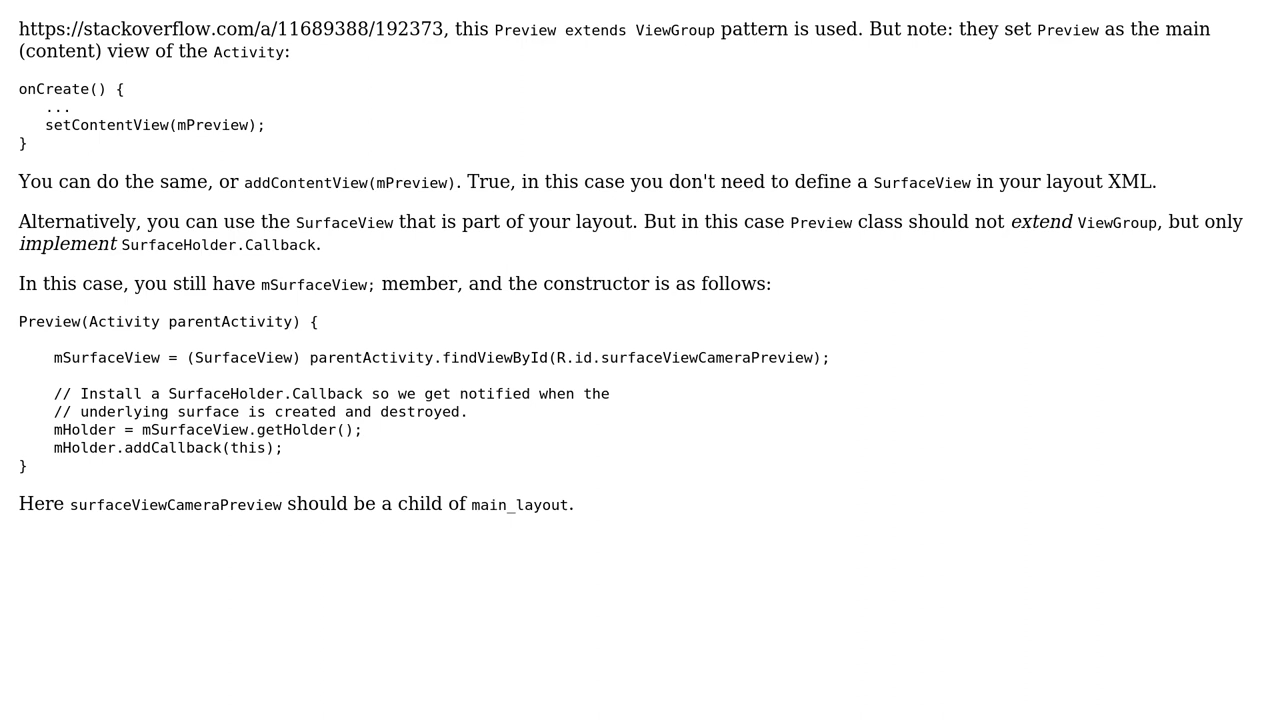 https://stackoverflow.com/a/11689388/192373, this Preview extends ViewGroup pattern is used. But note: they set Preview as the main
(content) view of the Activity:
onCreate() {
   ...
   setContentView(mPreview);
}
You can do the same, or addContentView(mPreview). True, in this case you don't need to define a SurfaceView in your layout XML.
Alternatively, you can use the SurfaceView that is part of your layout. But in this case Preview class should not extend ViewGroup, but only
implement SurfaceHolder.Callback.
In this case, you still have mSurfaceView; member, and the constructor is as follows:
Preview(Activity parentActivity) {
    mSurfaceView = (SurfaceView) parentActivity.findViewById(R.id.surfaceViewCameraPreview);
    // Install a SurfaceHolder.Callback so we get notified when the
    // underlying surface is created and destroyed.
    mHolder = mSurfaceView.getHolder();
    mHolder.addCallback(this);
}
Here surfaceViewCameraPreview should be a child of main_layout.